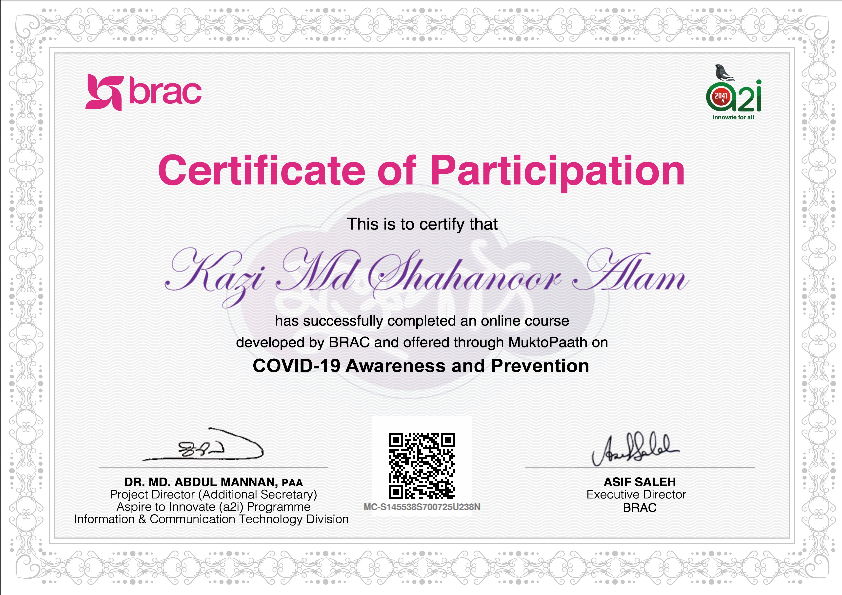 brac
2041
a2i
innovate for all
Certificate of Participation
This is to certify that
Kazi Md Shahanoor Alam
has successfully completed an online course
developed by BRAC and offered through MuktoPaath on
COVID-19 Awareness and Prevention
DR. MD. ABDUL MANNAN, PAA
Project Director (Additional Secretary)
Aspire to Innovate (a2i) Programme
Information & Communication Technology Division
MC-S145538S700725U238N
Asif Saleh
ASIF SALEH
Executive Director
BRAC